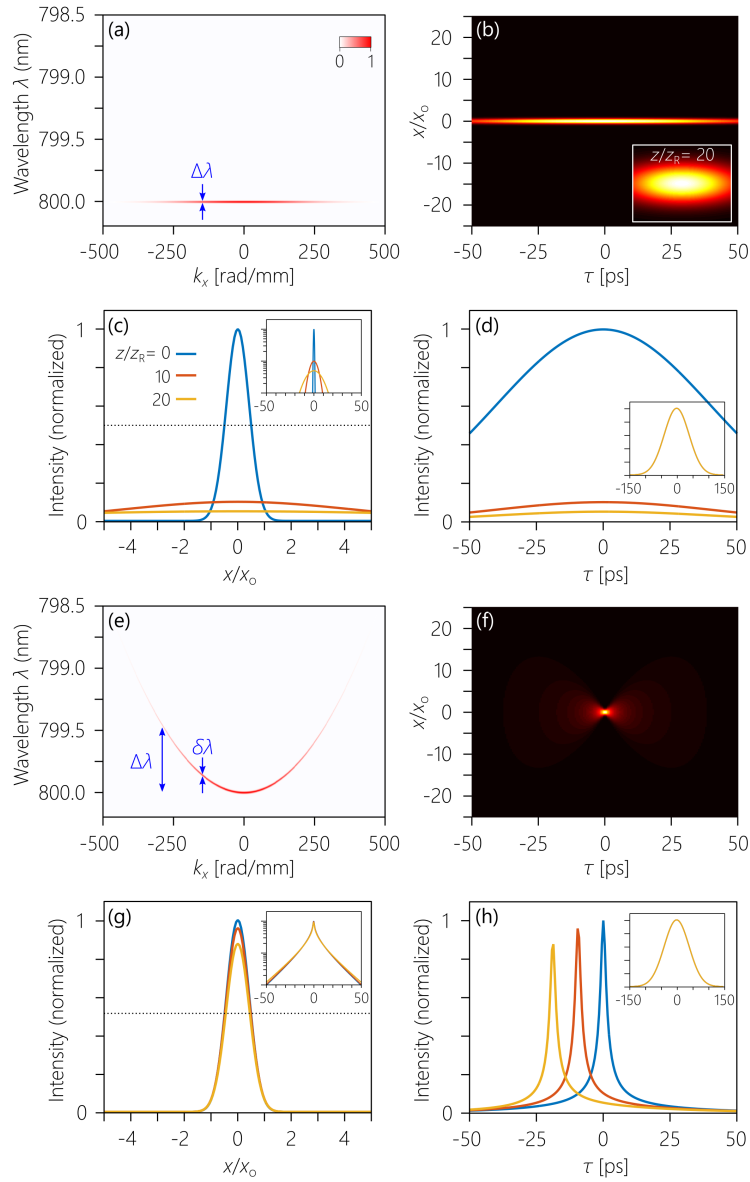 (a)
798.5
799.0
799.5
800.0
Wavelength λ (nm)
0 1
Δλ
-500 -250 0 250 500
kₓ [rad/mm]
(b)
20
10
0
-10
-20
x/xₒ
z/z_R = 20
-50 -25 0 25 50
τ [ps]
(c)
1
0
Intensity (normalized)
z/z_R= 0
10
20
-50 0 50
-4 -2 0 2 4
x/xₒ
(d)
1
0
Intensity (normalized)
-150 0 150
-50 -25 0 25 50
τ [ps]
(e)
798.5
799.0
799.5
800.0
Wavelength λ (nm)
Δλ
δλ
-500 -250 0 250 500
kₓ [rad/mm]
(f)
20
10
0
-10
-20
x/xₒ
-50 -25 0 25 50
τ [ps]
(g)
1
0
Intensity (normalized)
-50 0 50
-4 -2 0 2 4
x/xₒ
(h)
1
0
Intensity (normalized)
-150 0 150
-50 -25 0 25 50
τ [ps]